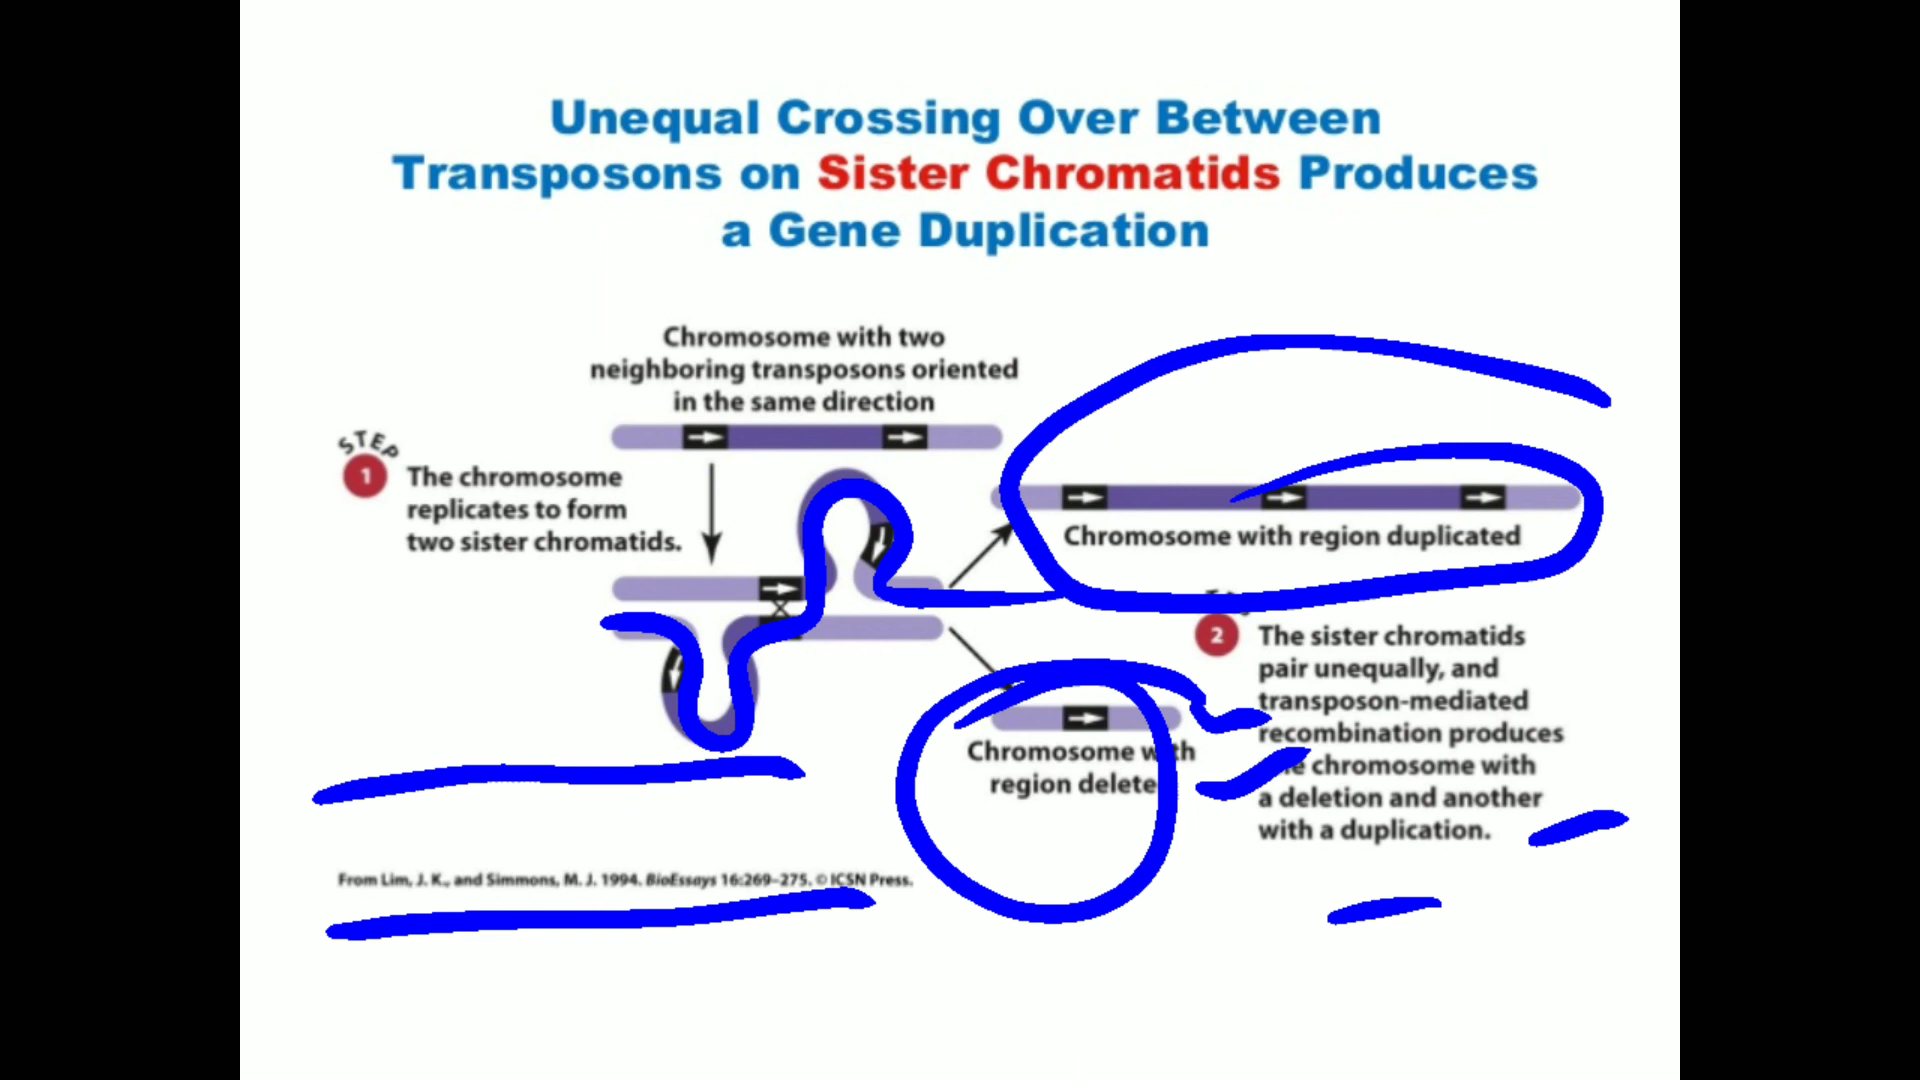 Unequal Crossing Over Between
Transposons on Sister Chromatids Produces
a Gene Duplication
Chromosome with two
neighboring transposons oriented
in the same direction
STEP
1
The chromosome
replicates to form
two sister chromatids.
Chromosome with region duplicated
2
The sister chromatids
pair unequally, and
transposon-mediated
recombination produces
chromosome with
a deletion and another
with a duplication.
Chromosome with
region delete
From Lim, J. K., and Simmons, M. J. 1994. BioEssays 16:269–275. © ICSN Press.